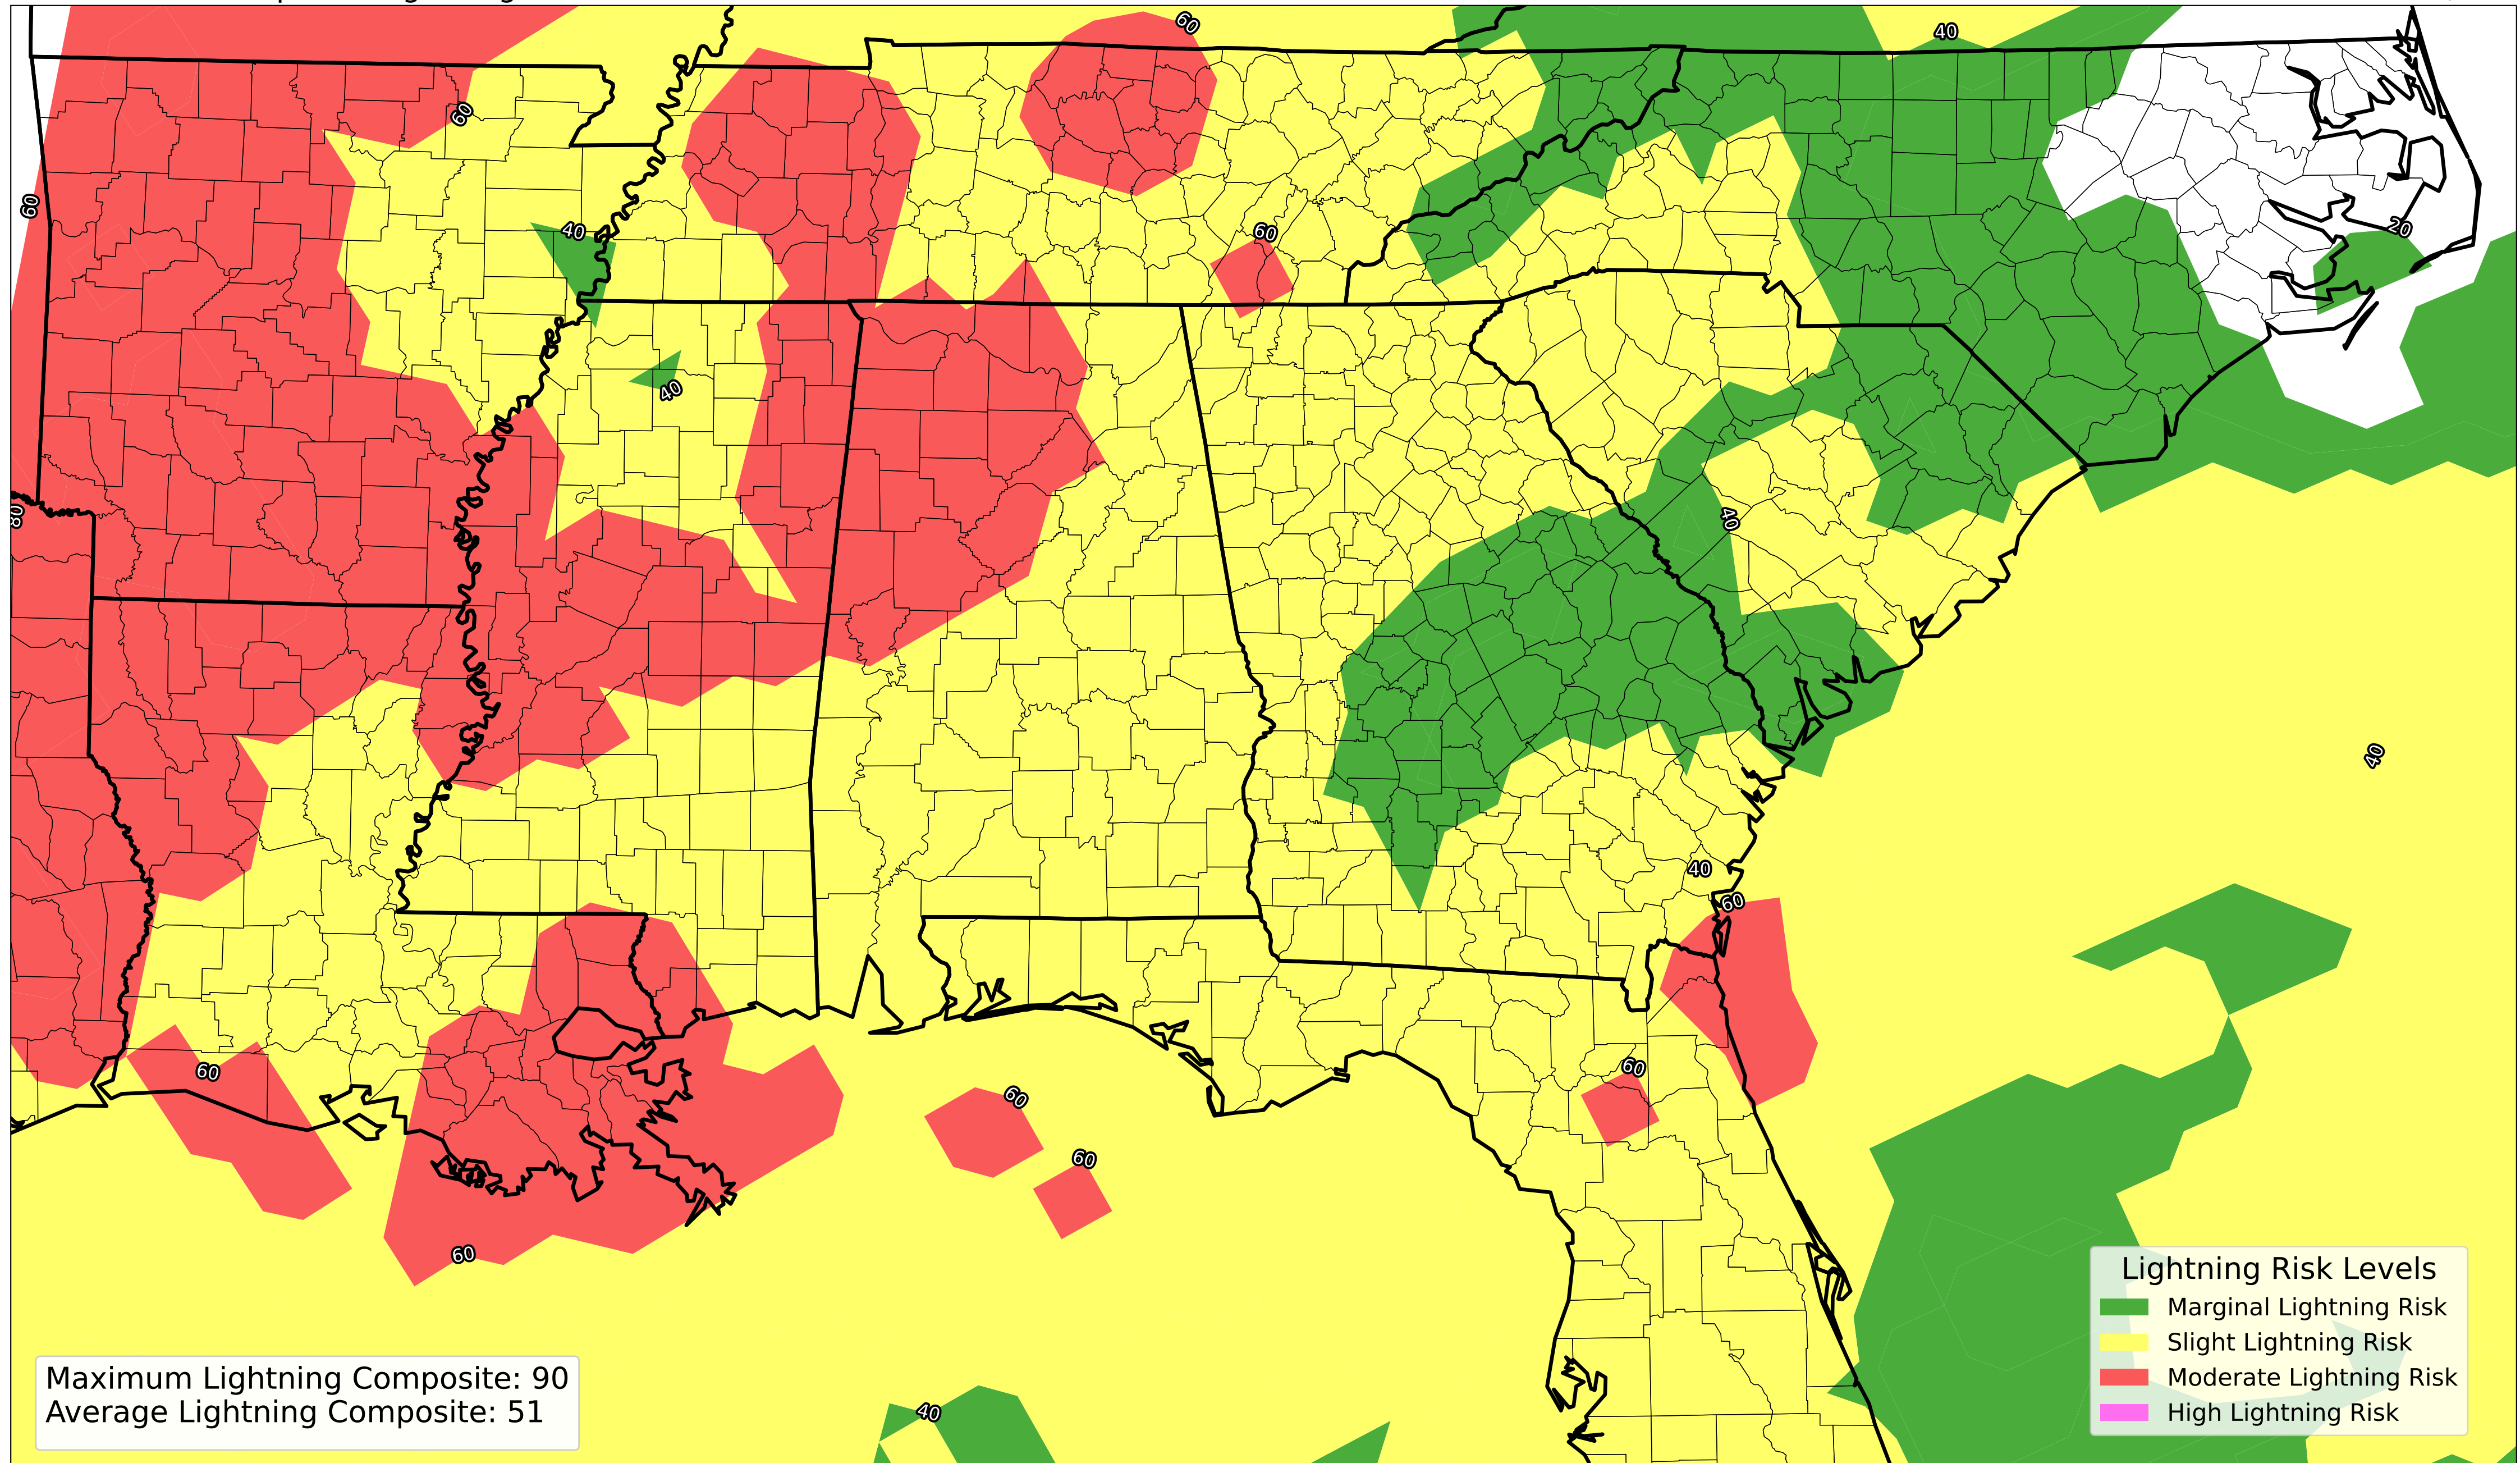 60
40
60
60
40
20
60
40
80
40
40
40
60
60
60
60
60
60
40
Lightning Risk Levels
Marginal Lightning Risk
Slight Lightning Risk
Moderate Lightning Risk
High Lightning Risk
Maximum Lightning Composite: 90
Average Lightning Composite: 51